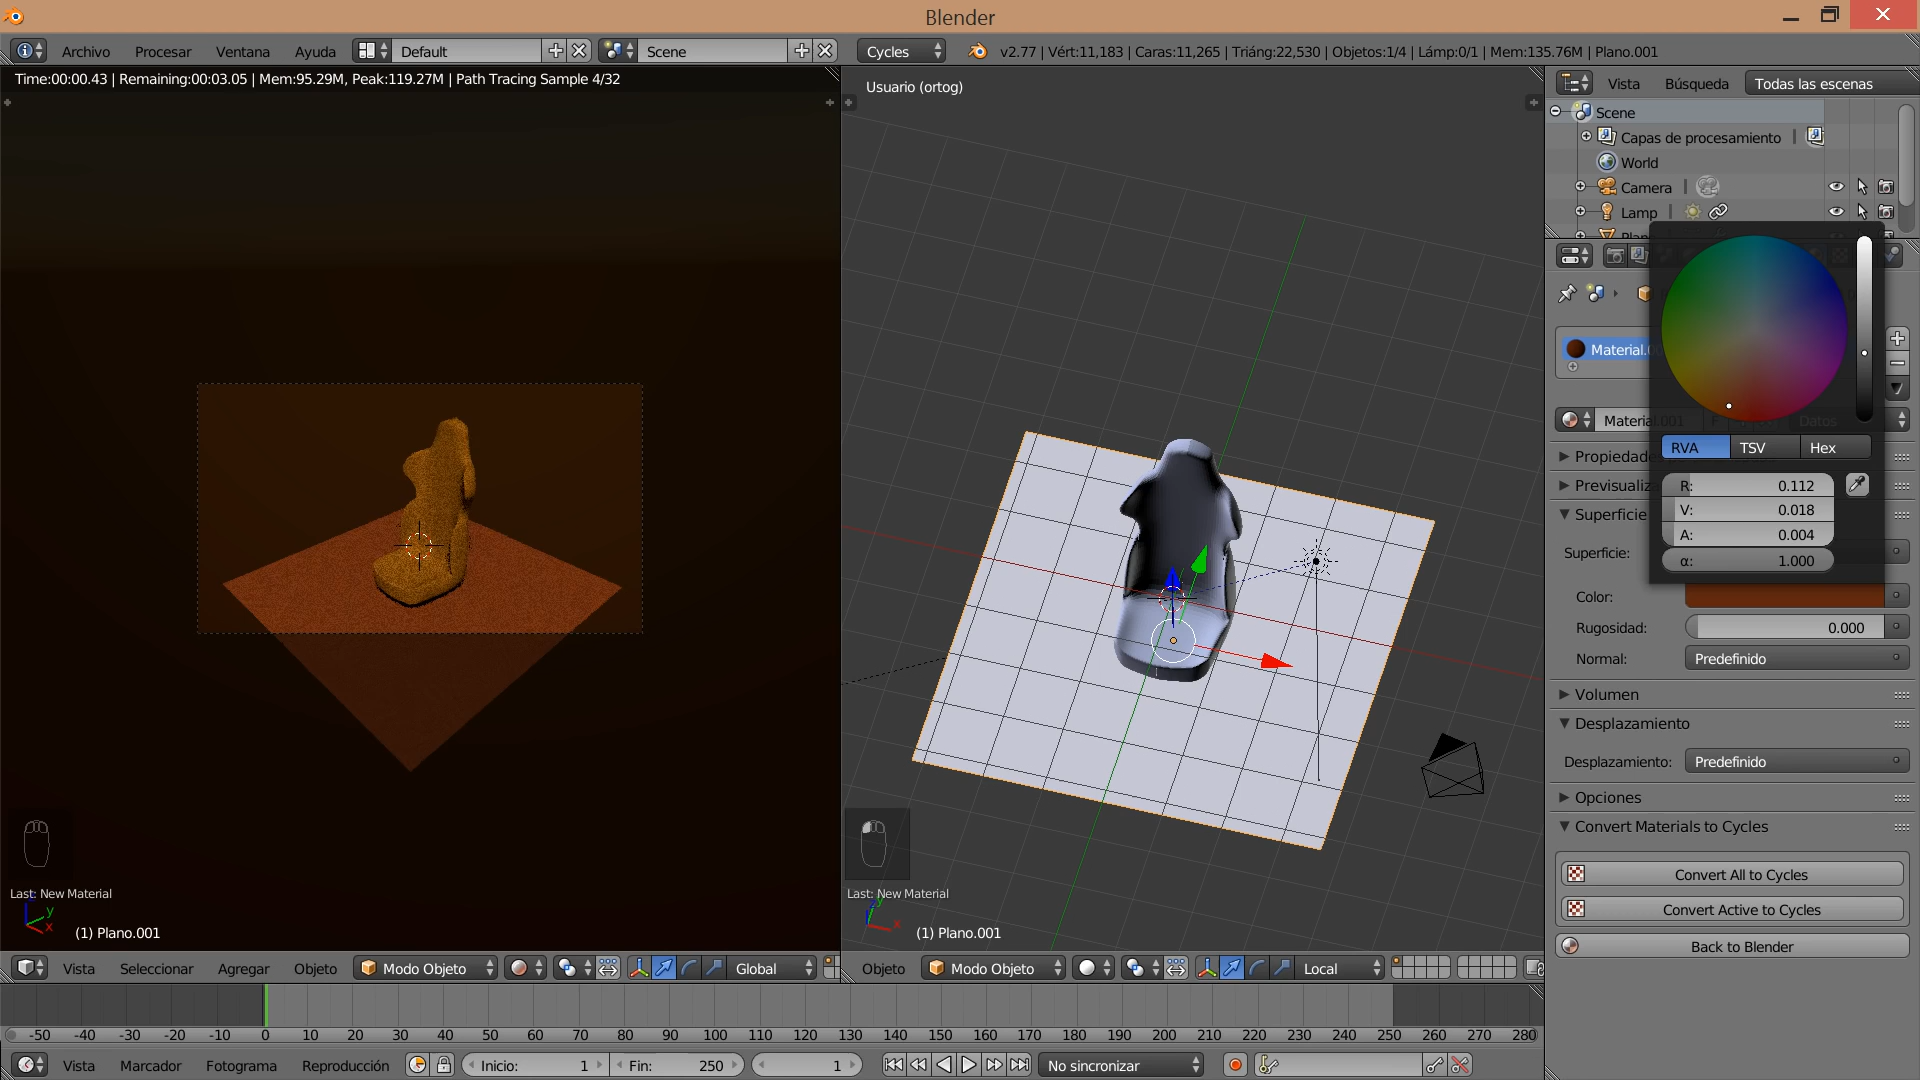 Blender
Archivo Procesar Ventana Ayuda Default Scene Cycles v2.77 | Vért:11,183 | Caras:11,265 | Triáng:22,530 | Objetos:1/4 | Lámp:0/1 | Mem:135.76M | Plano.001
Time:00:00.43 | Remaining:00:03.05 | Mem:95.29M, Peak:119.27M | Path Tracing Sample 4/32
Usuario (ortog)
Vista Búsqueda Todas las escenas
Scene
Capas de procesamiento |
World
Camera |
Lamp |
Material.00
Material.001 F Datos
RVA TSV Hex
Propiedades
Previsualiza
R: 0.112
V: 0.018
A: 0.004
α: 1.000
Superficie
Superficie:
Color:
Rugosidad: 0.000
Normal: Predefinido
Volumen
Desplazamiento
Desplazamiento: Predefinido
Opciones
Convert Materials to Cycles
Convert All to Cycles
Convert Active to Cycles
Back to Blender
Last: New Material
y
x
(1) Plano.001
Last: New Material
y
x
(1) Plano.001
Vista Seleccionar Agregar Objeto Modo Objeto Global
Objeto Modo Objeto Local
-50 -40 -30 -20 -10 0 10 20 30 40 50 60 70 80 90 100 110 120 130 140 150 160 170 180 190 200 210 220 230 240 250 260 270 280
Vista Marcador Fotograma Reproducción Inicio: 1 Fin: 250 1 No sincronizar